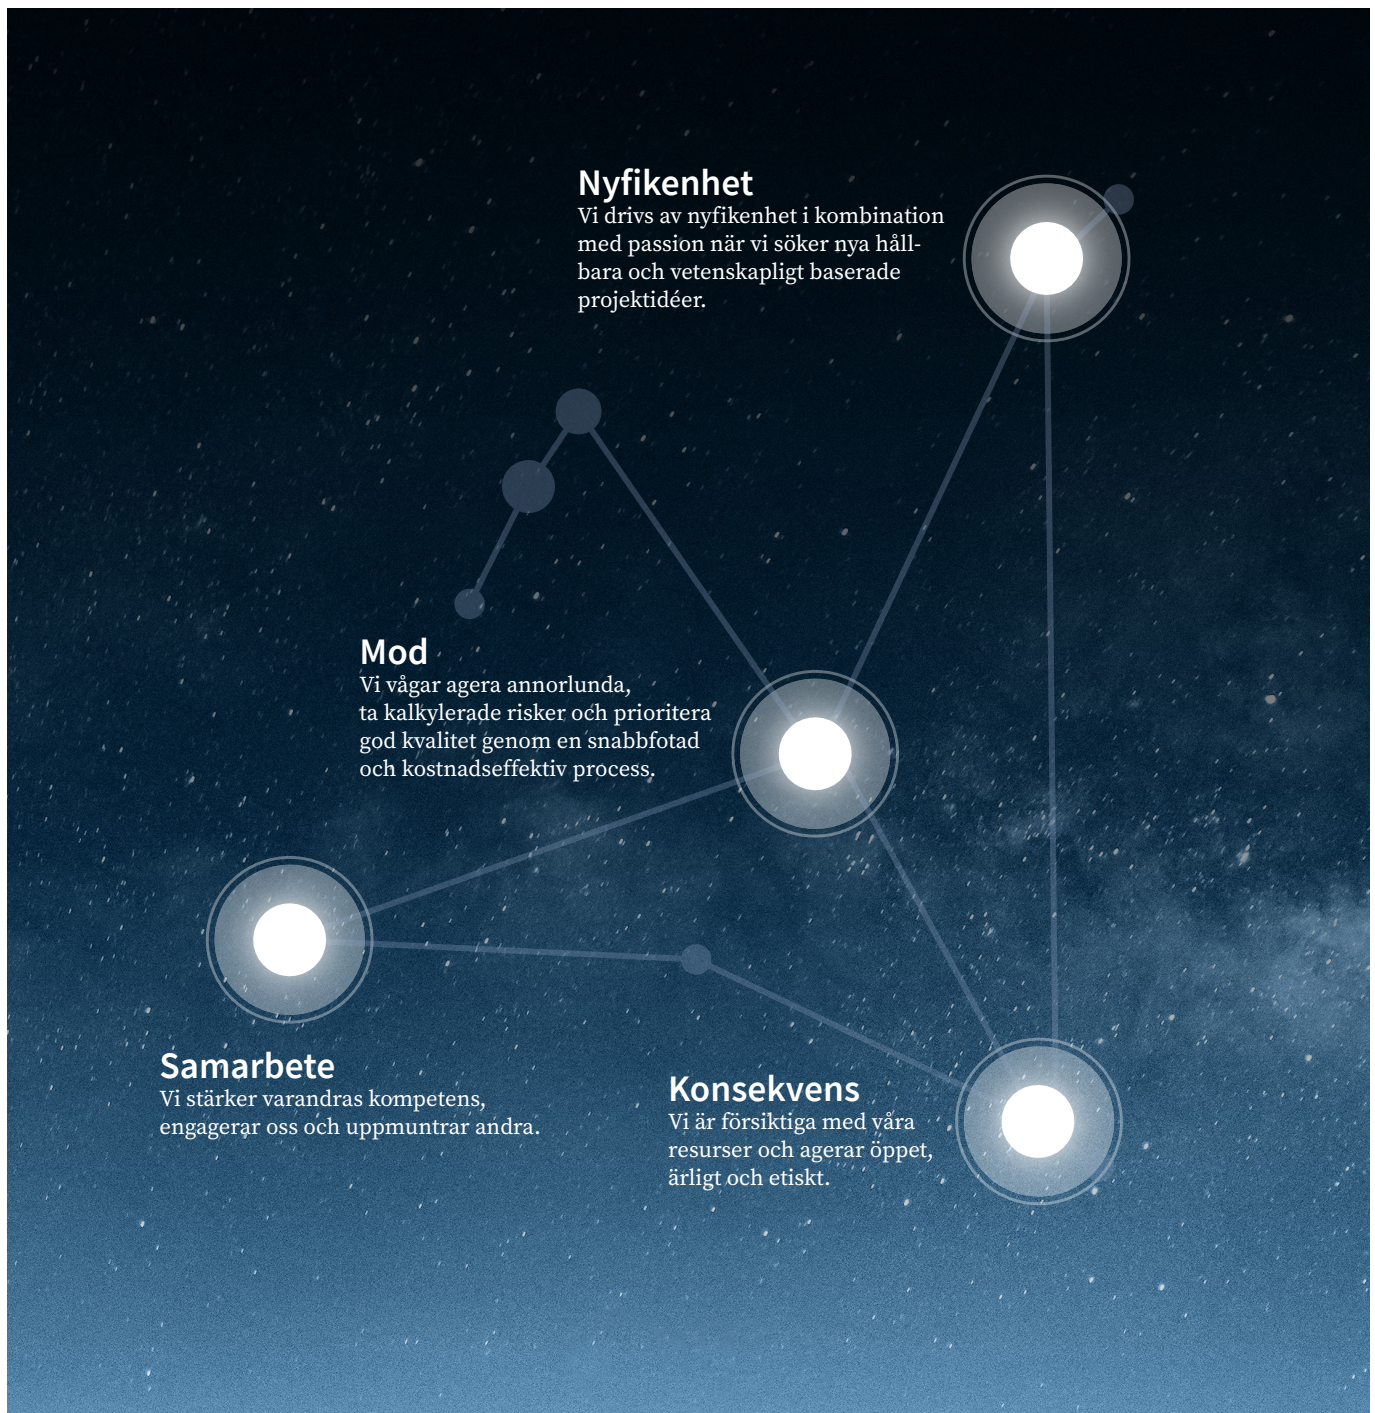 Nyfikenhet
Vi drivs av nyfikenhet i kombination
med passion när vi söker nya håll-
bara och vetenskapligt baserade
projektidéer.
Mod
Vi vågar agera annorlunda,
ta kalkylerade risker och prioritera
god kvalitet genom en snabbfotad
och kostnadseffektiv process.
Samarbete
Vi stärker varandras kompetens,
engagerar oss och uppmuntrar andra.
Konsekvens
Vi är försiktiga med våra
resurser och agerar öppet,
ärligt och etiskt.